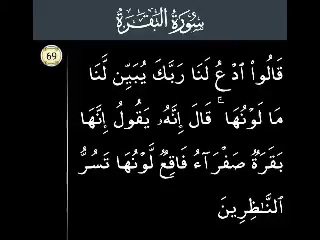 سُورَةُ البَقَرَةِ
69
قَالُوا۟ ٱدْعُ لَنَا رَبَّكَ يُبَيِّن لَّنَا
مَا لَوْنُهَا ۚ قَالَ إِنَّهُۥ يَقُولُ إِنَّهَا
بَقَرَةٌ صَفْرَآءُ فَاقِعٌ لَّوْنُهَا تَسُرُّ
ٱلنَّـٰظِرِينَ